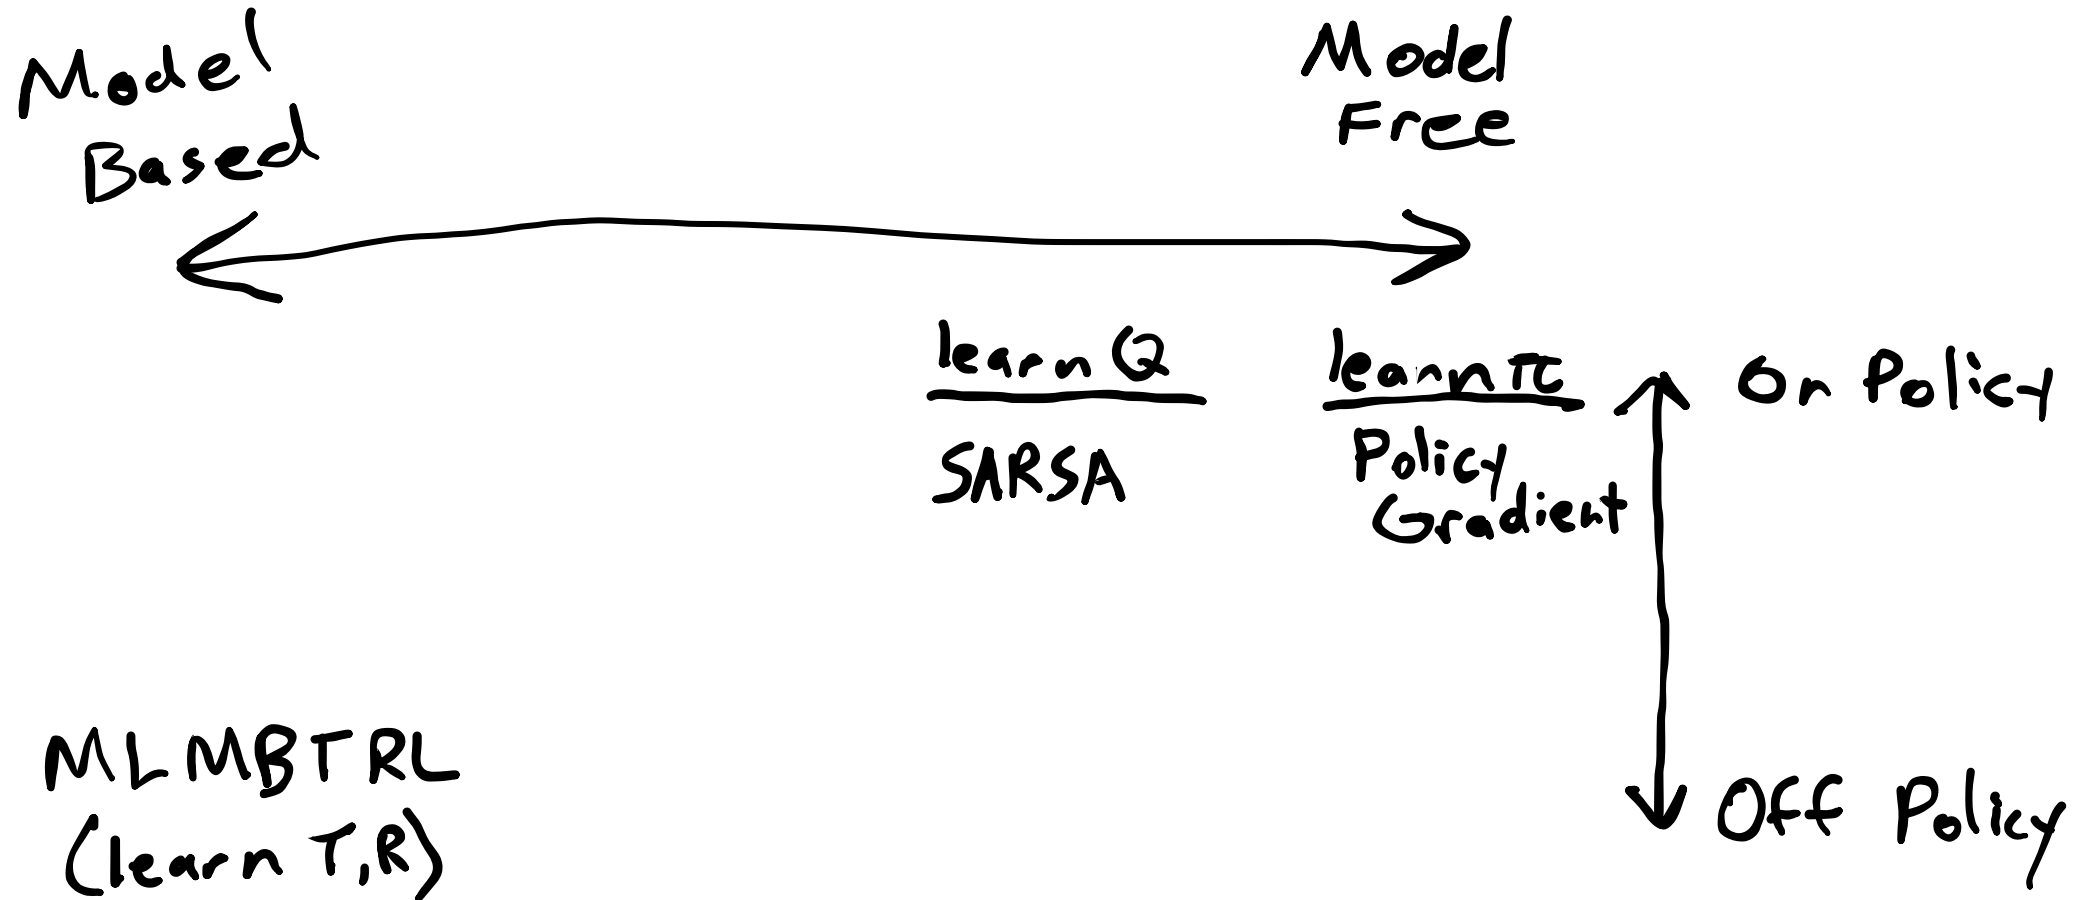 Model
Based
Model
Free
learn Q
SARSA
learn π
Policy
Gradient
On Policy
Off Policy
MLMBTRL
(learn T,R)